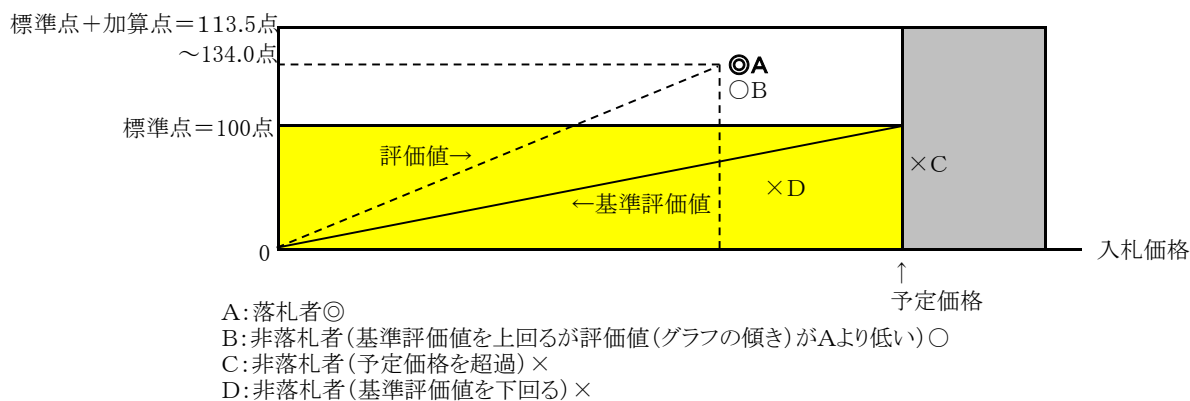 標準点+加算点=113.5点
~134.0点
◎A
○B
標準点=100点
評価値→
×C
×D
←基準評価値
0
入札価格
↑
予定価格
A:落札者◎
B:非落札者(基準評価値を上回るが評価値(グラフの傾き)がAより低い)○
C:非落札者(予定価格を超過)×
D:非落札者(基準評価値を下回る)×